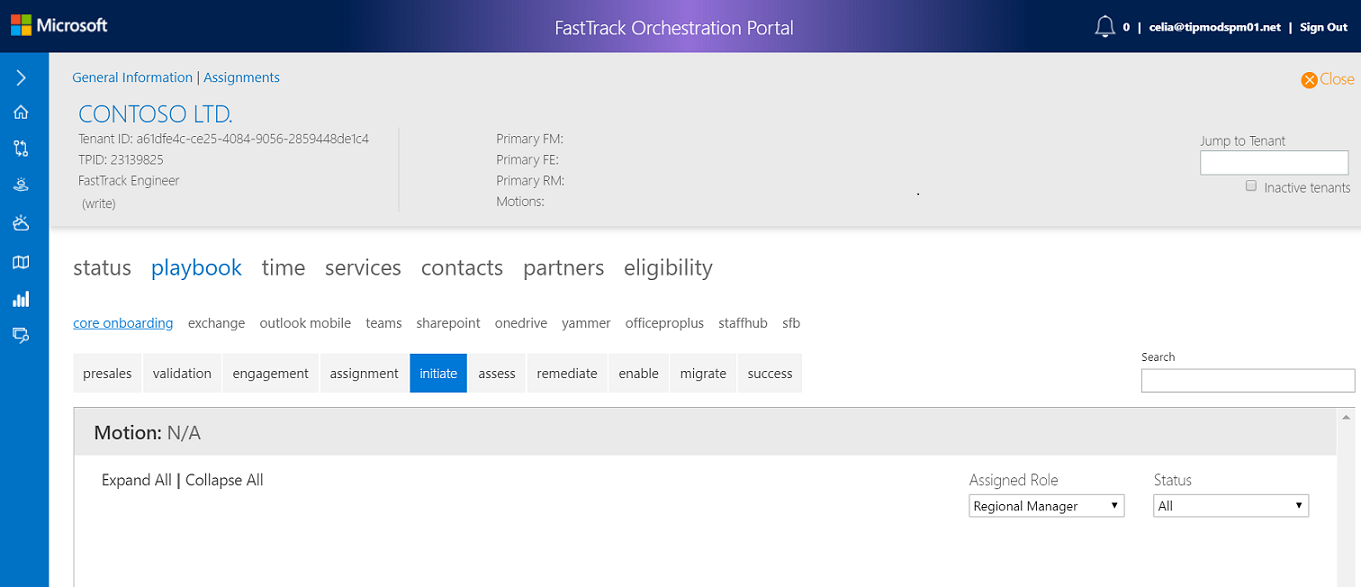 Microsoft
FastTrack Orchestration Portal
0 | celia@tipmodspm01.net | Sign Out
General Information | Assignments
Close
CONTOSO LTD.
Tenant ID: a61dfe4c-ce25-4084-9056-2859448de1c4
TPID: 23139825
FastTrack Engineer
(write)
Primary FM:
Primary FE:
Primary RM:
Motions:
Jump to Tenant
Inactive tenants
status playbook time services contacts partners eligibility
core onboarding exchange outlook mobile teams sharepoint onedrive yammer officeproplus staffhub sfb
presales validation engagement assignment initiate assess remediate enable migrate success
Search
Motion: N/A
Expand All | Collapse All
Assigned Role
Regional Manager
Status
All